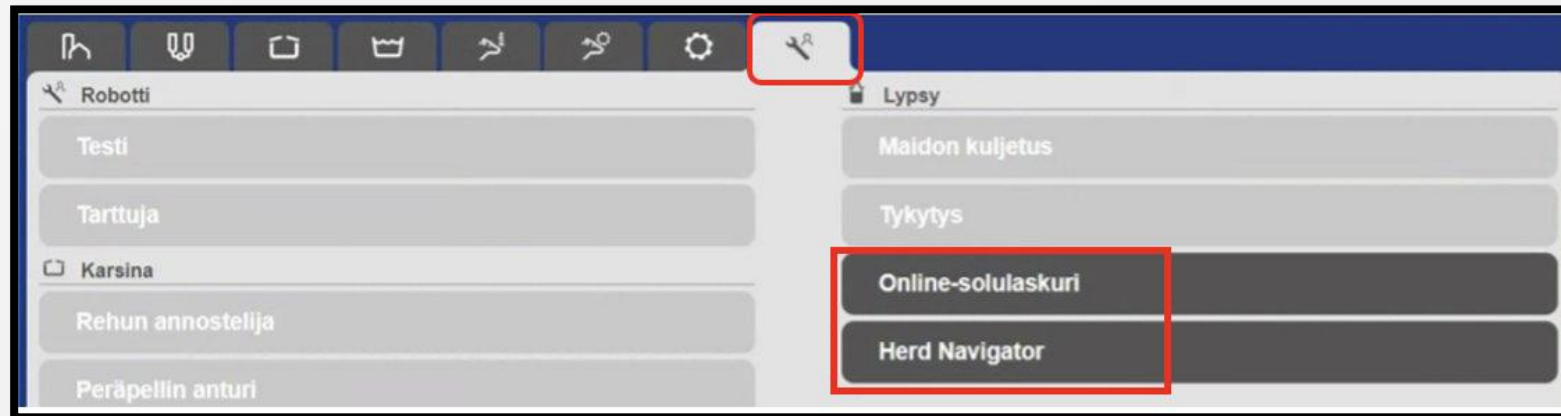 Robotti
Testi
Tarttuja
Karsina
Rehun annostelija
Peräpellin anturi
Lypsy
Maidon kuljetus
Tykytys
Online-solulaskuri
Herd Navigator